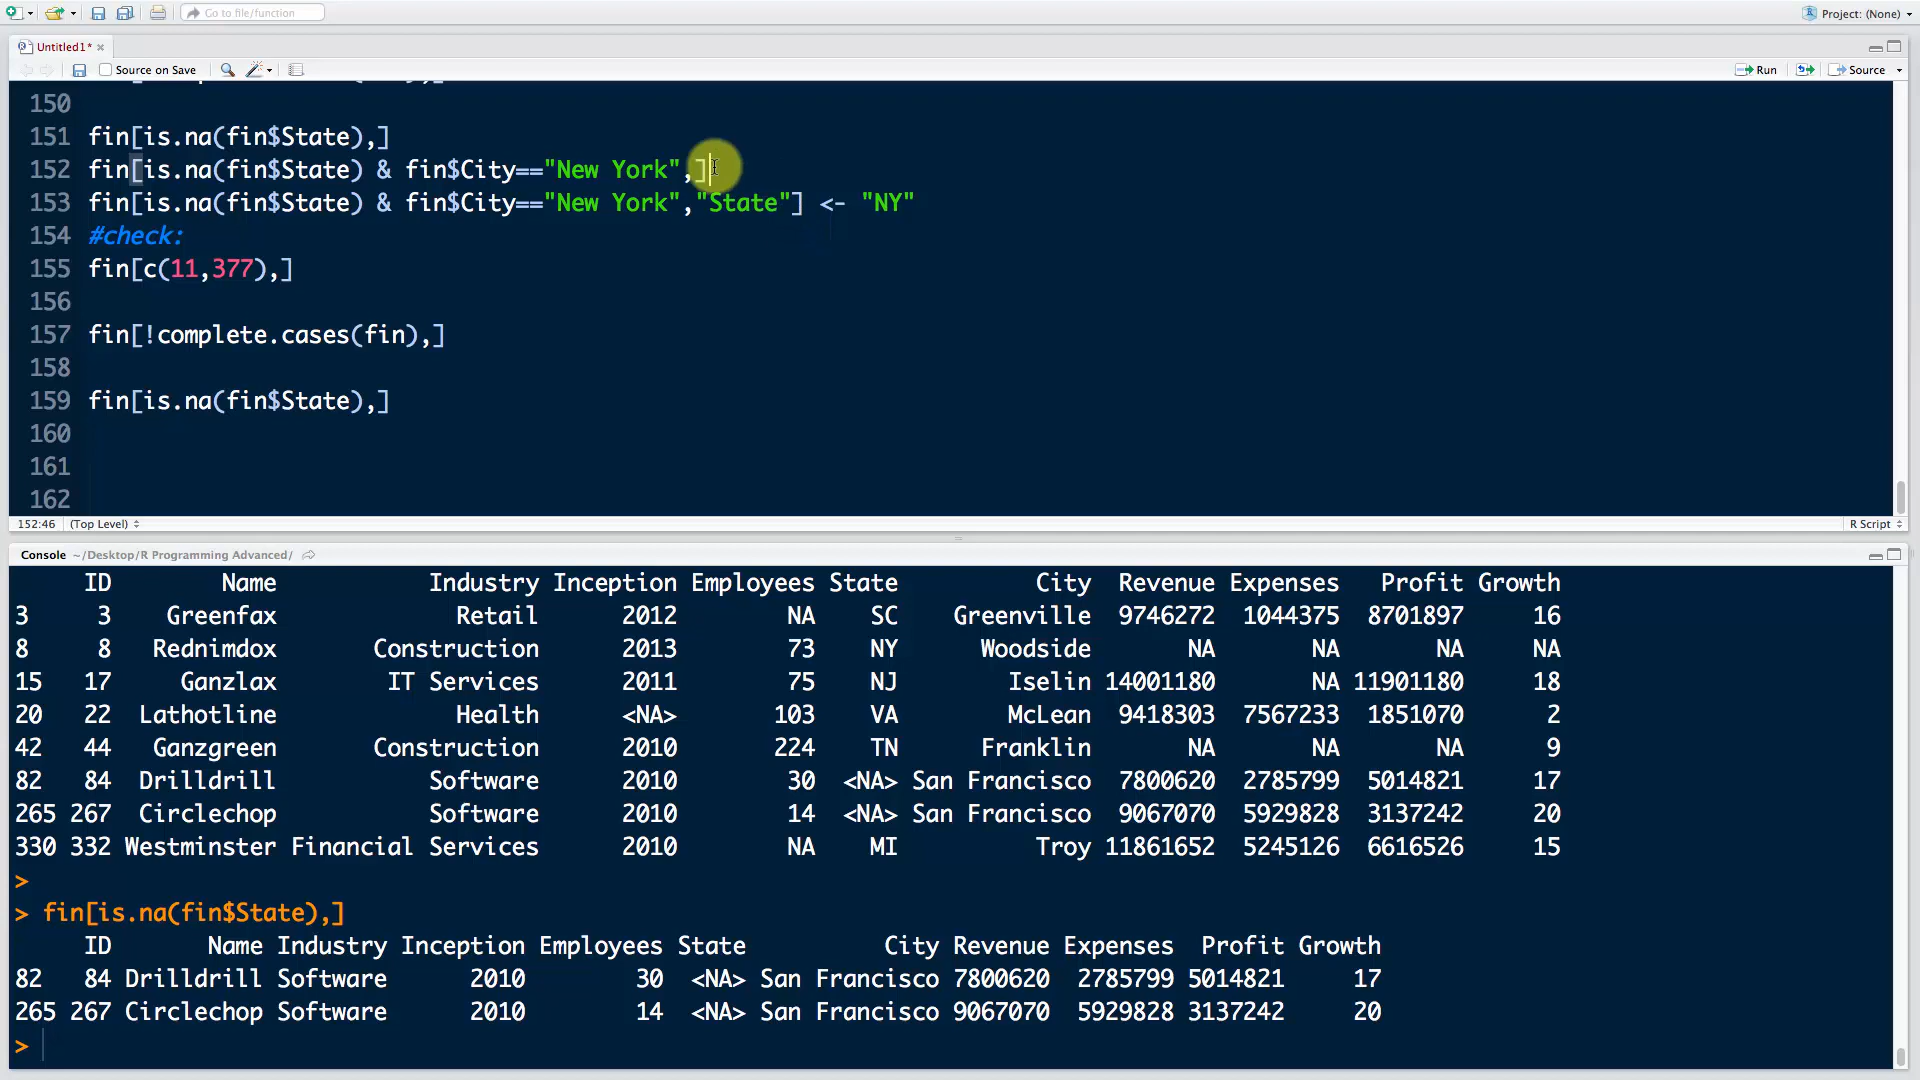 Go to file/function
Project: (None)
Untitled1*
Source on Save
Run
Source
150
151 fin[is.na(fin$State),]
152 fin[is.na(fin$State) & fin$City=="New York",]
153 fin[is.na(fin$State) & fin$City=="New York","State"] <- "NY"
154 #check:
155 fin[c(11,377),]
156
157 fin[!complete.cases(fin),]
158
159 fin[is.na(fin$State),]
160
161
162
152:46 (Top Level) R Script
Console ~/Desktop/R Programming Advanced/
ID Name Industry Inception Employees State City Revenue Expenses Profit Growth
3 3 Greenfax Retail 2012 NA SC Greenville 9746272 1044375 8701897 16
8 8 Rednimdox Construction 2013 73 NY Woodside NA NA NA NA
15 17 Ganzlax IT Services 2011 75 NJ Iselin 14001180 NA 11901180 18
20 22 Lathotline Health <NA> 103 VA McLean 9418303 7567233 1851070 2
42 44 Ganzgreen Construction 2010 224 TN Franklin NA NA NA 9
82 84 Drilldrill Software 2010 30 <NA> San Francisco 7800620 2785799 5014821 17
265 267 Circlechop Software 2010 14 <NA> San Francisco 9067070 5929828 3137242 20
330 332 Westminster Financial Services 2010 NA MI Troy 11861652 5245126 6616526 15
>
> fin[is.na(fin$State),]
ID Name Industry Inception Employees State City Revenue Expenses Profit Growth
82 84 Drilldrill Software 2010 30 <NA> San Francisco 7800620 2785799 5014821 17
265 267 Circlechop Software 2010 14 <NA> San Francisco 9067070 5929828 3137242 20
>